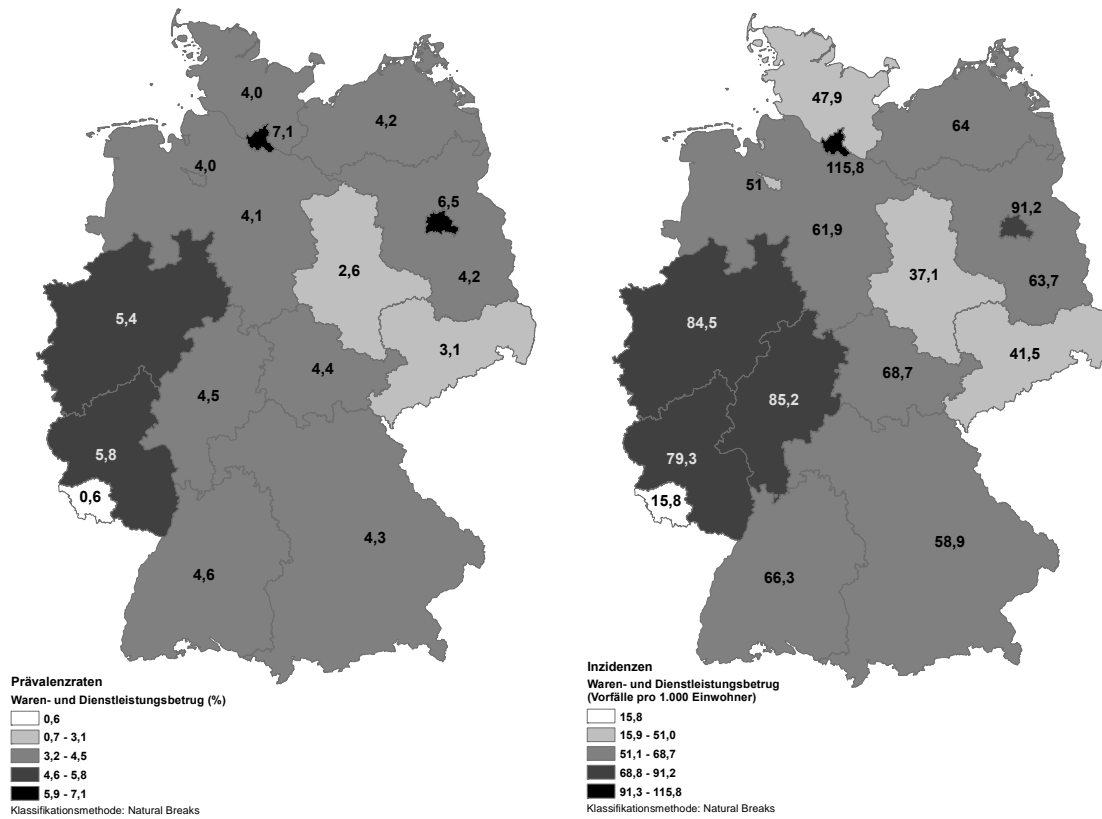 4,0
7,1
4,2
4,0
4,1
6,5
4,2
2,6
5,4
3,1
4,4
4,5
5,8
0,6
4,3
4,6
Prävalenzraten
Waren- und Dienstleistungsbetrug (%)
0,6
0,7 - 3,1
3,2 - 4,5
4,6 - 5,8
5,9 - 7,1
Klassifikationsmethode: Natural Breaks
47,9
64
115,8
51
61,9
91,2
63,7
37,1
84,5
41,5
68,7
85,2
79,3
15,8
58,9
66,3
Inzidenzen
Waren- und Dienstleistungsbetrug
(Vorfälle pro 1.000 Einwohner)
15,8
15,9 - 51,0
51,1 - 68,7
68,8 - 91,2
91,3 - 115,8
Klassifikationsmethode: Natural Breaks